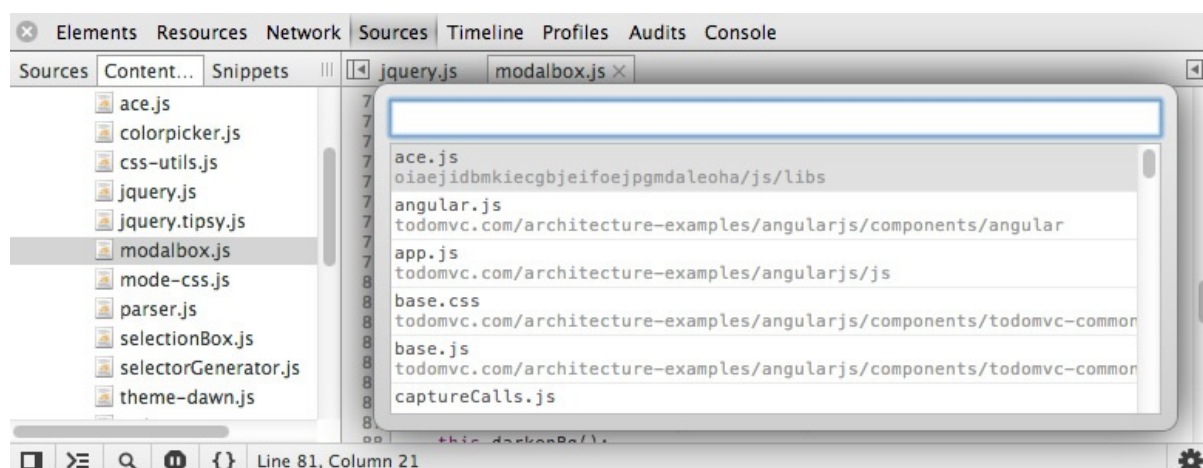 Elements Resources Network Sources Timeline Profiles Audits Console
Sources Content... Snippets jquery.js modalbox.js
ace.js
colorpicker.js
css-utils.js
jquery.js
jquery.tipsy.js
modalbox.js
mode-css.js
parser.js
selectionBox.js
selectorGenerator.js
theme-dawn.js
ace.js
oiaejidbmkiecgbjeifoejpgmdaleoha/js/libs
angular.js
todomvc.com/architecture-examples/angularjs/components/angular
app.js
todomvc.com/architecture-examples/angularjs/js
base.css
todomvc.com/architecture-examples/angularjs/components/todomvc-common
base.js
todomvc.com/architecture-examples/angularjs/components/todomvc-common
captureCalls.js
this.darkenBg();
{} Line 81, Column 21